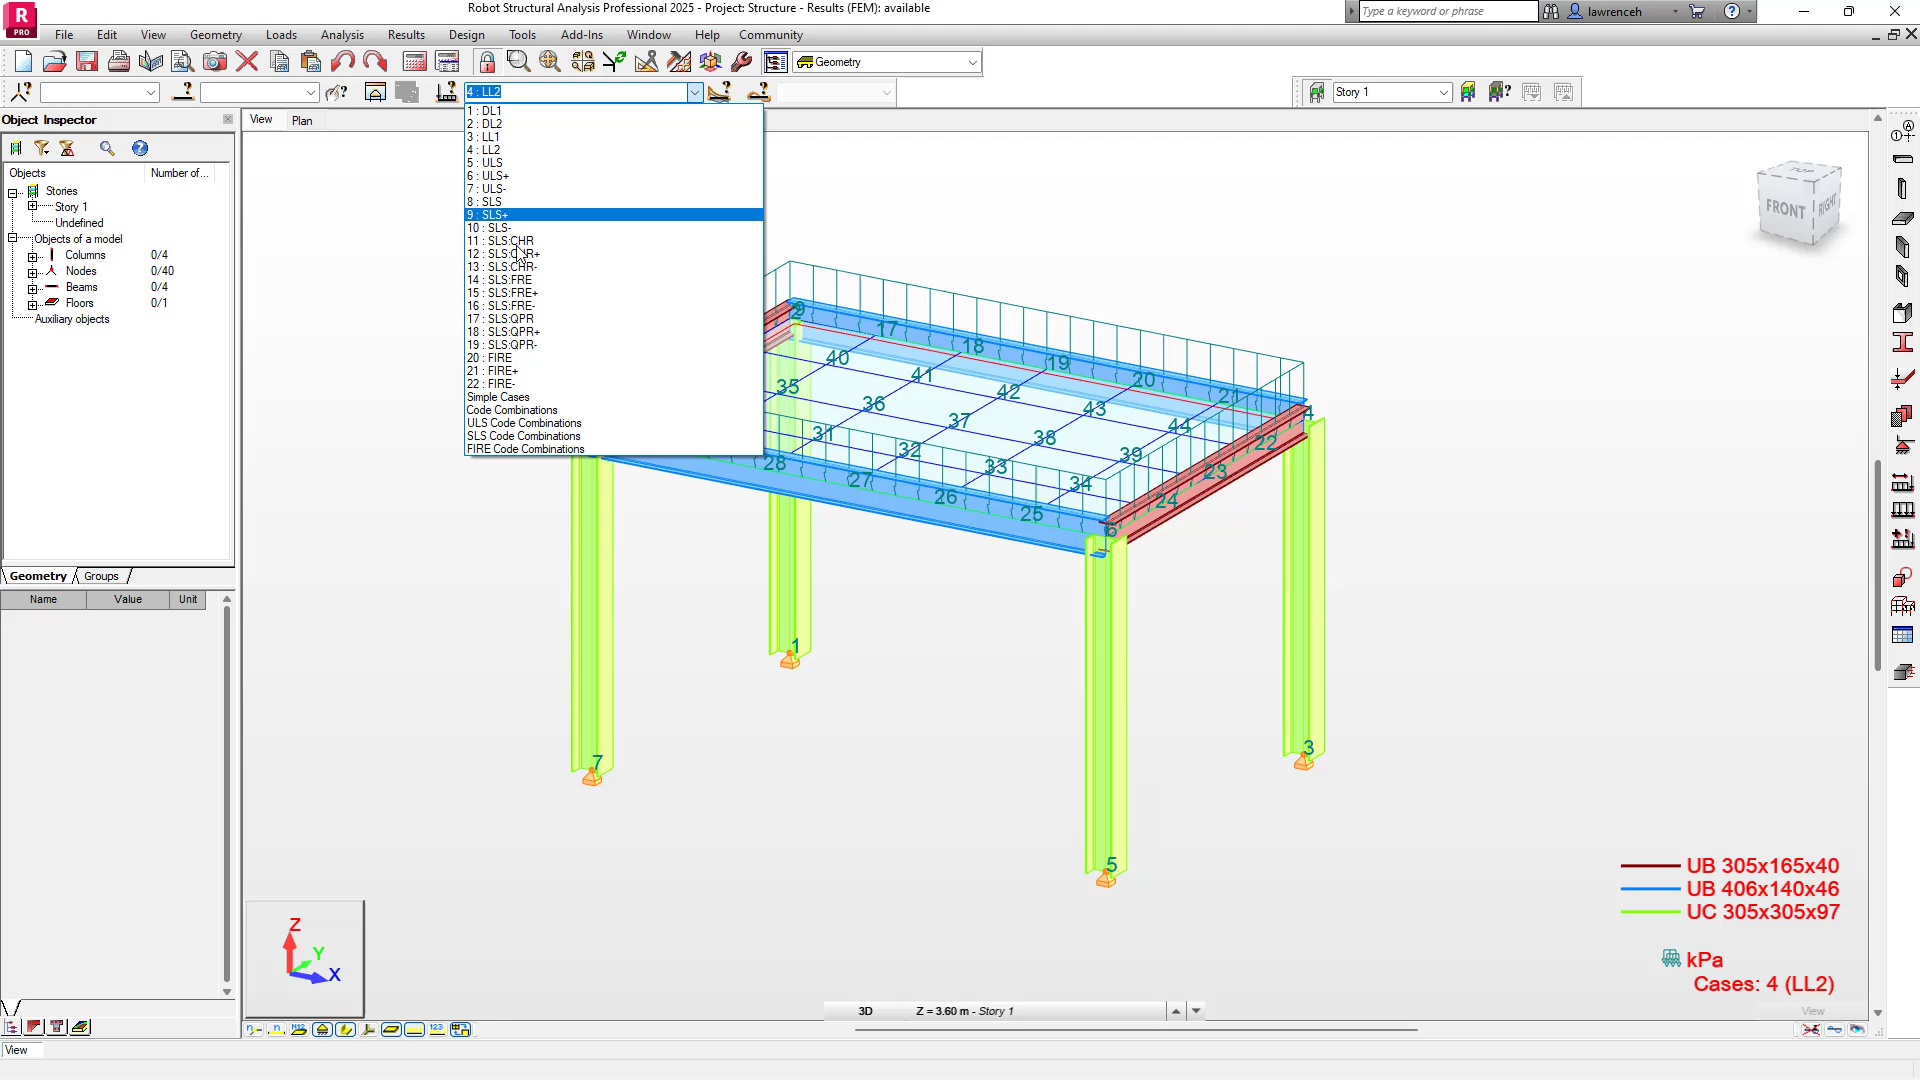 R
PRO
Robot Structural Analysis Professional 2025 - Project: Structure - Results (FEM): available
Type a keyword or phrase
lawrenceh
File Edit View Geometry Loads Analysis Results Design Tools Add-Ins Window Help Community
Geometry
4 : LL2
Story 1
Object Inspector
View Plan
Objects Number of...
Stories
Story 1
Undefined
Objects of a model
Columns 0/4
Nodes 0/40
Beams 0/4
Floors 0/1
Auxiliary objects
Geometry Groups
Name Value Unit
1 : DL1
2 : DL2
3 : LL1
4 : LL2
5 : ULS
6 : ULS+
7 : ULS-
8 : SLS
9 : SLS+
10 : SLS-
11 : SLS:CHR
12 : SLS:CHR+
13 : SLS:CHR-
14 : SLS:FRE
15 : SLS:FRE+
16 : SLS:FRE-
17 : SLS:QPR
18 : SLS:QPR+
19 : SLS:QPR-
20 : FIRE
21 : FIRE+
22 : FIRE-
Simple Cases
Code Combinations
ULS Code Combinations
SLS Code Combinations
FIRE Code Combinations
TOP
FRONT
RIGHT
17
18
19
20
21
4
40
41
42
43
44
22
35
36
37
38
39
23
31
32
33
34
24
28
27
26
25
6
1
7
3
5
UB 305x165x40
UB 406x140x46
UC 305x305x97
kPa
Cases: 4 (LL2)
View
Z
Y
X
3D Z = 3.60 m - Story 1
View